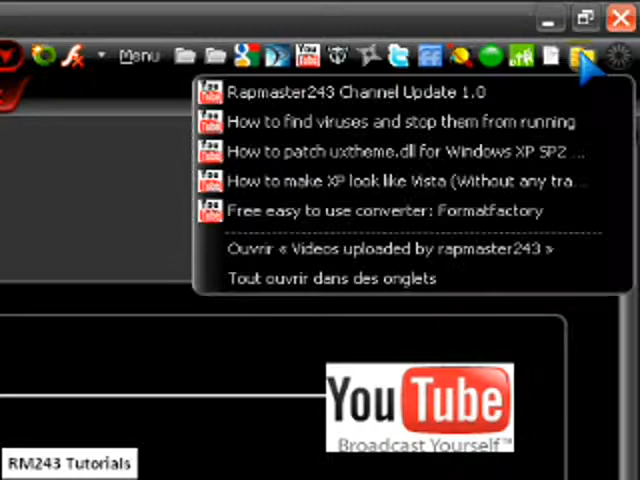 Menu
Rapmaster243 Channel Update 1.0
How to find viruses and stop them from running
How to patch uxtheme.dll for Windows XP SP2 ...
How to make XP look like Vista (Without any tra...
Free easy to use converter: Formatfactory
Ouvrir « Videos uploaded by rapmaster243 »
Tout ouvrir dans des onglets
YouTube
Broadcast Yourself™
RM243 Tutorials